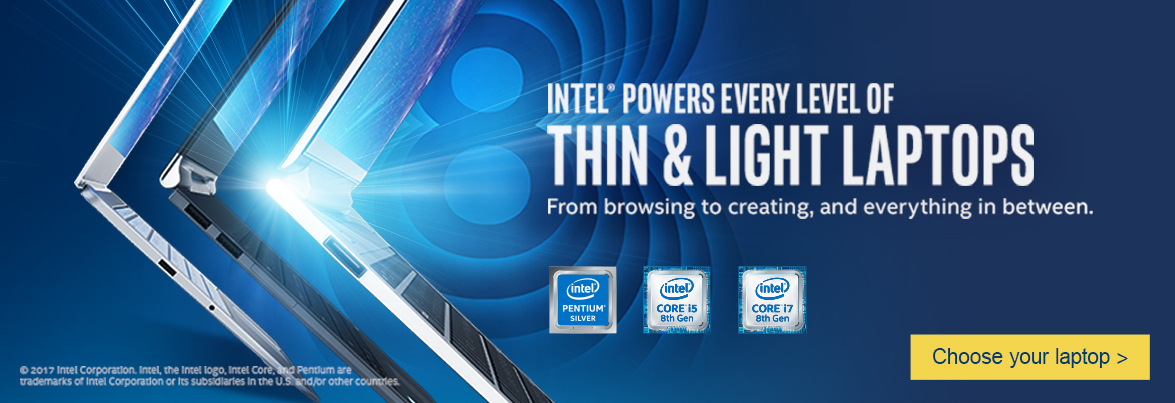 INTEL® POWERS EVERY LEVEL OF
THIN & LIGHT LAPTOPS
From browsing to creating, and everything in between.
intel
PENTIUM®
SILVER
intel
CORE i5
8th Gen
intel
CORE i7
8th Gen
Choose your laptop >
© 2017 Intel Corporation. Intel, the Intel logo, Intel Core, and Pentium are
trademarks of Intel Corporation or its subsidiaries in the U.S. and/or other countries.